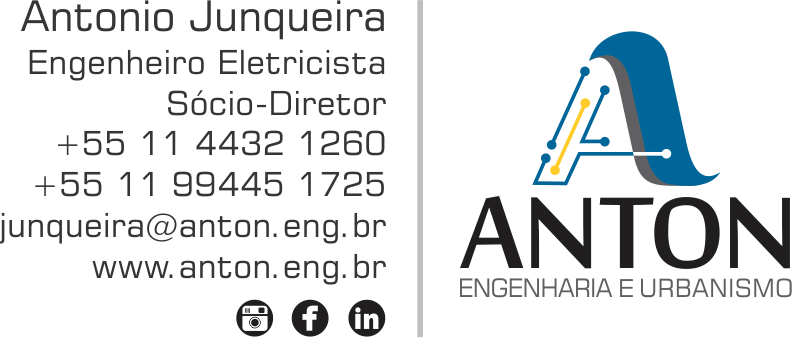 Antonio Junqueira
Engenheiro Eletricista
Sócio-Diretor
+55 11 4432 1260
+55 11 99445 1725
junqueira@anton.eng.br
www.anton.eng.br
ANTON
ENGENHARIA E URBANISMO